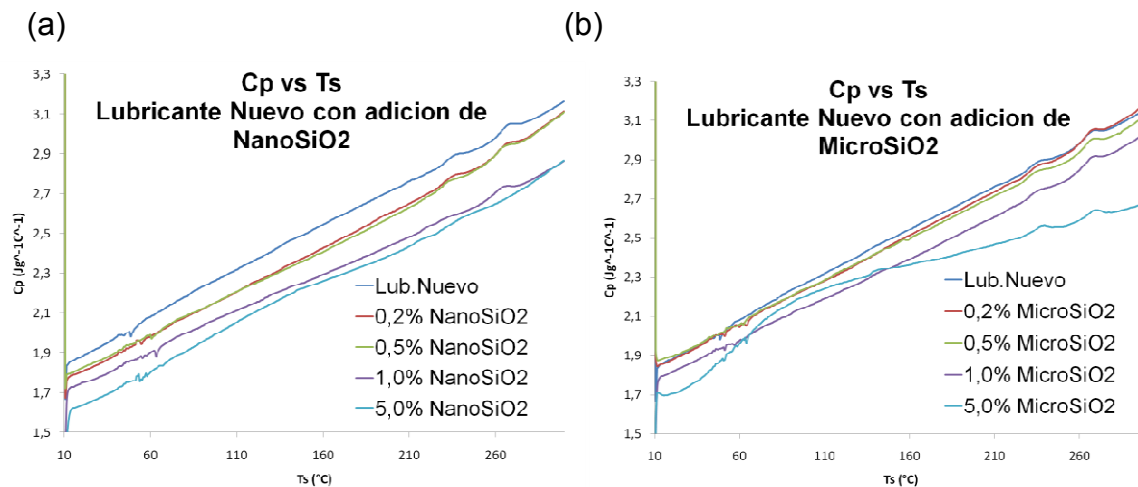 (a)
Cp vs Ts
Lubricante Nuevo con adicion de
NanoSiO2
Cp (Jg^-1C^-1)
3,3
3,1
2,9
2,7
2,5
2,3
2,1
1,9
1,7
1,5
10
60
110
160
210
260
Ts (°C)
Lub.Nuevo
0,2% NanoSiO2
0,5% NanoSiO2
1,0% NanoSiO2
5,0% NanoSiO2
(b)
Cp vs Ts
Lubricante Nuevo con adicion de
MicroSiO2
Cp (Jg^-1C^-1)
3,3
3,1
2,9
2,7
2,5
2,3
2,1
1,9
1,7
1,5
10
60
110
160
210
260
Ts (°C)
Lub.Nuevo
0,2% MicroSiO2
0,5% MicroSiO2
1,0% MicroSiO2
5,0% MicroSiO2